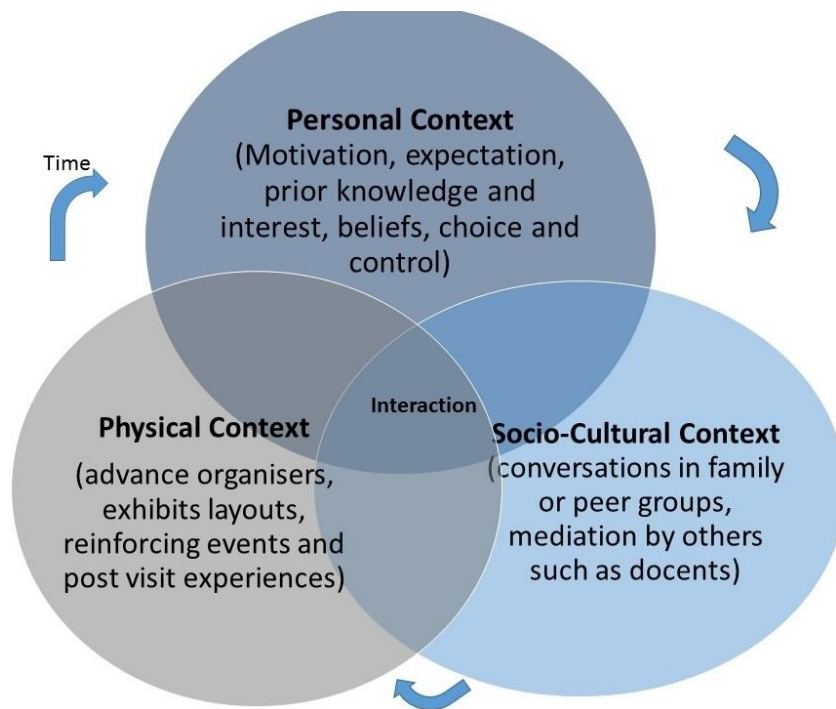 Personal Context
(Motivation, expectation,
prior knowledge and
interest, beliefs, choice and
control)
Time
Interaction
Physical Context
(advance organisers,
exhibits layouts,
reinforcing events and
post visit experiences)
Socio-Cultural Context
(conversations in family
or peer groups,
mediation by others
such as docents)